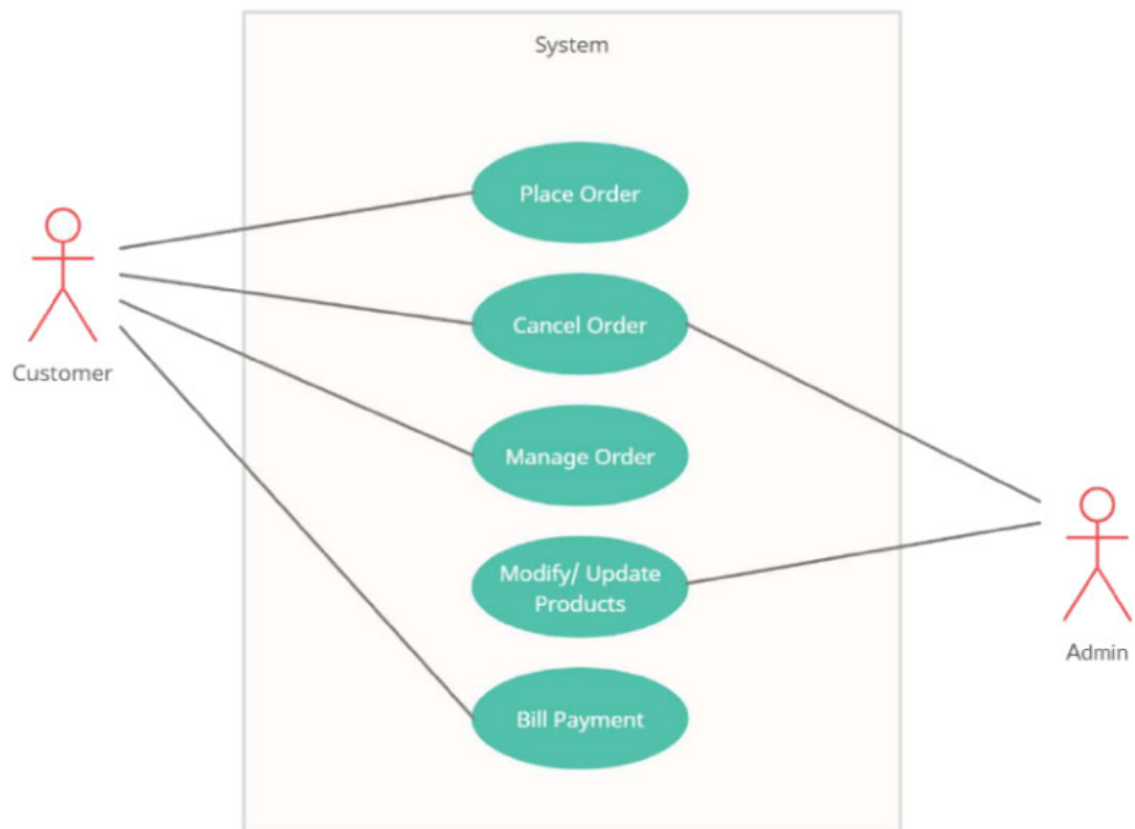 System
Place Order
Cancel Order
Customer
Manage Order
Modify/ Update
Products
Admin
Bill Payment